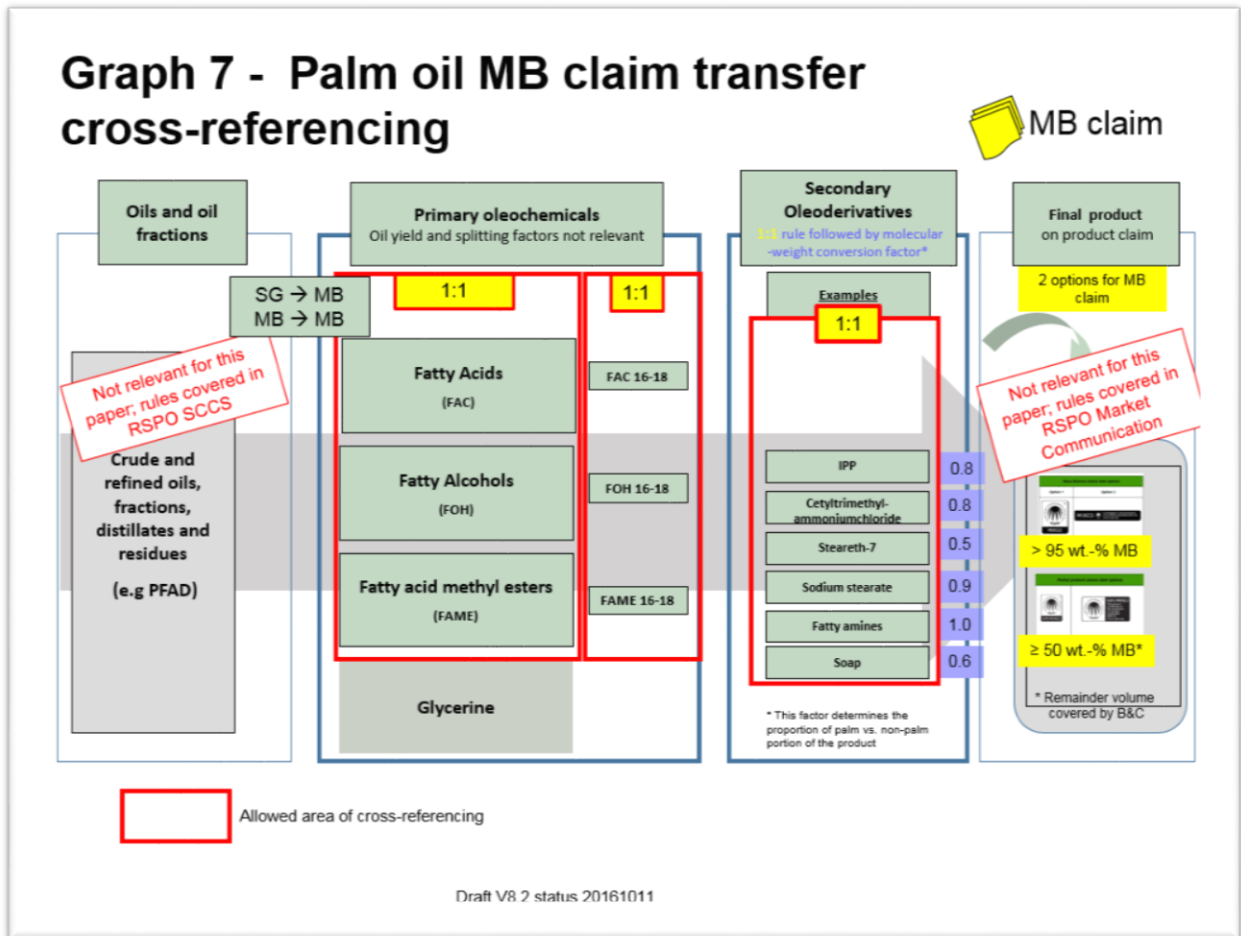 Graph 7 - Palm oil MB claim transfer
cross-referencing
MB claim
Oils and oil
fractions
Primary oleochemicals
Oil yield and splitting factors not relevant
Secondary
Oleoderivatives
1:1 rule followed by molecular
-weight conversion factor*
Final product
on product claim
SG → MB
MB → MB
1:1
1:1
Examples
1:1
2 options for MB
claim
Not relevant for this
paper; rules covered in
RSPO SCCS
Crude and
refined oils,
fractions,
distillates and
residues
(e.g PFAD)
Fatty Acids
(FAC)
FAC 16-18
Fatty Alcohols
(FOH)
FOH 16-18
Fatty acid methyl esters
(FAME)
FAME 16-18
Glycerine
IPP
0.8
Cetyltrimethyl-
ammoniumchloride
0.8
Steareth-7
0.5
Sodium stearate
0.9
Fatty amines
1.0
Soap
0.6
* This factor determines the
proportion of palm vs. non-palm
portion of the product
Not relevant for this
paper; rules covered in
RSPO Market
Communication
> 95 wt.-% MB
≥ 50 wt.-% MB*
* Remainder volume
covered by B&C
Allowed area of cross-referencing
Draft V8.2 status 20161011